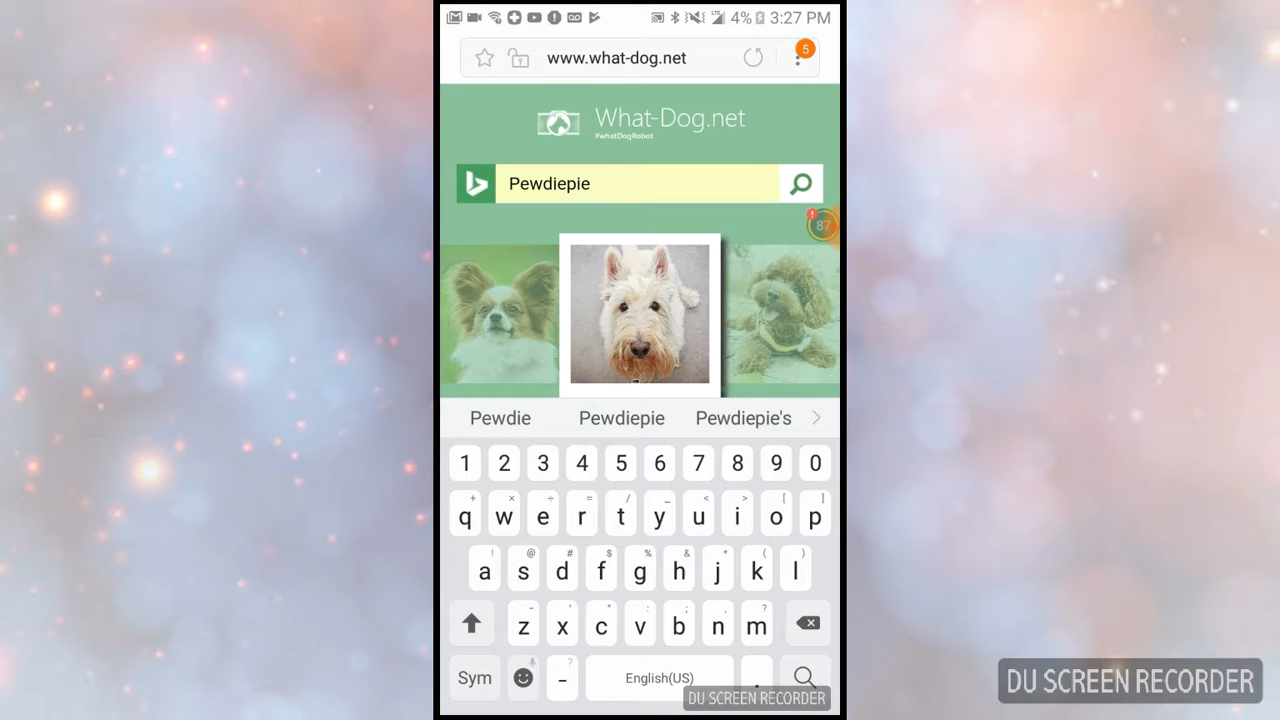 LTE 4% 3:27 PM
www.what-dog.net
5
What-Dog.net
#whatDogRobot
Pewdiepie
!
87
Pewdie Pewdiepie Pewdiepie's
1 2 3 4 5 6 7 8 9 0
+ × ÷ = / _ < > [ ]
q w e r t y u i o p
! @ # $ % & * ( )
a s d f g h j k l
- ' " : ; , ?
z x c v b n m
?
Sym - English(US) .
DU SCREEN RECORDER
DU SCREEN RECORDER